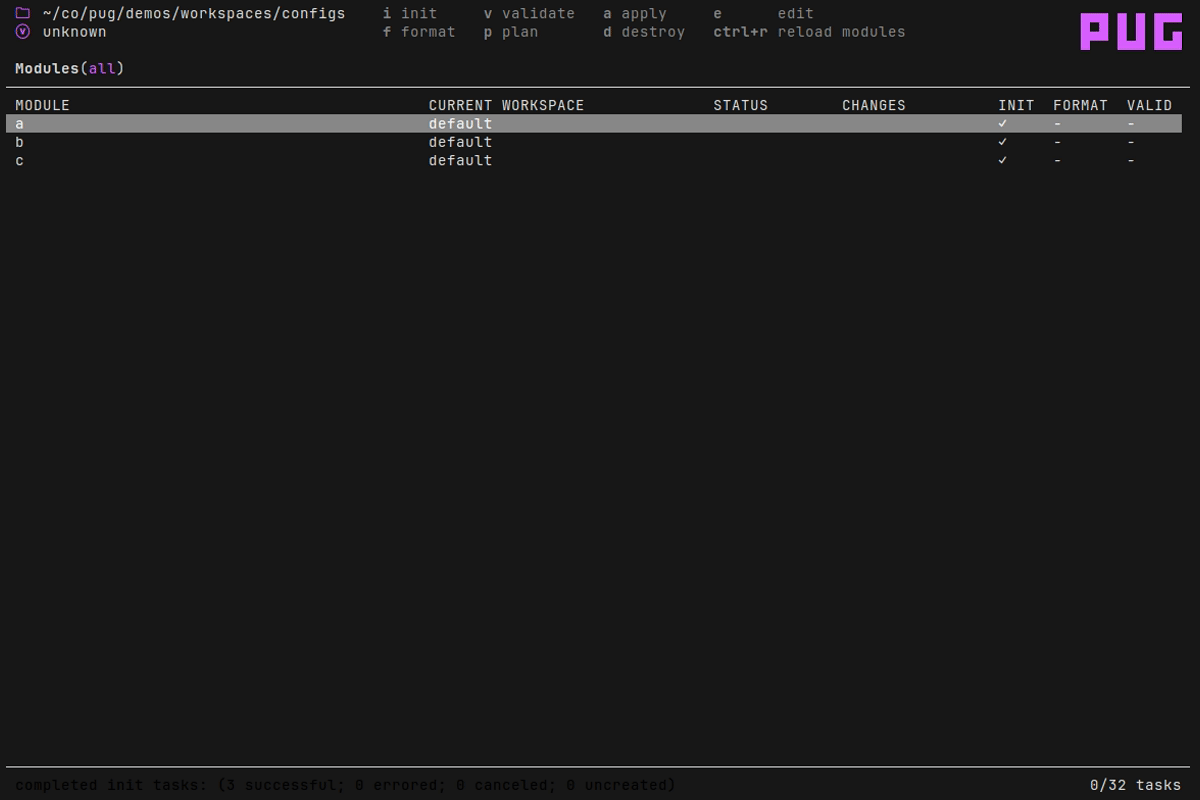 ~/co/pug/demos/workspaces/configs i init v validate a apply e edit PUG
v unknown f format p plan d destroy ctrl+r reload modules
Modules(all)
MODULE CURRENT WORKSPACE STATUS CHANGES INIT FORMAT VALID
a default ✓ - -
b default ✓ - -
c default ✓ - -
completed init tasks: (3 successful; 0 errored; 0 canceled; 0 uncreated) 0/32 tasks